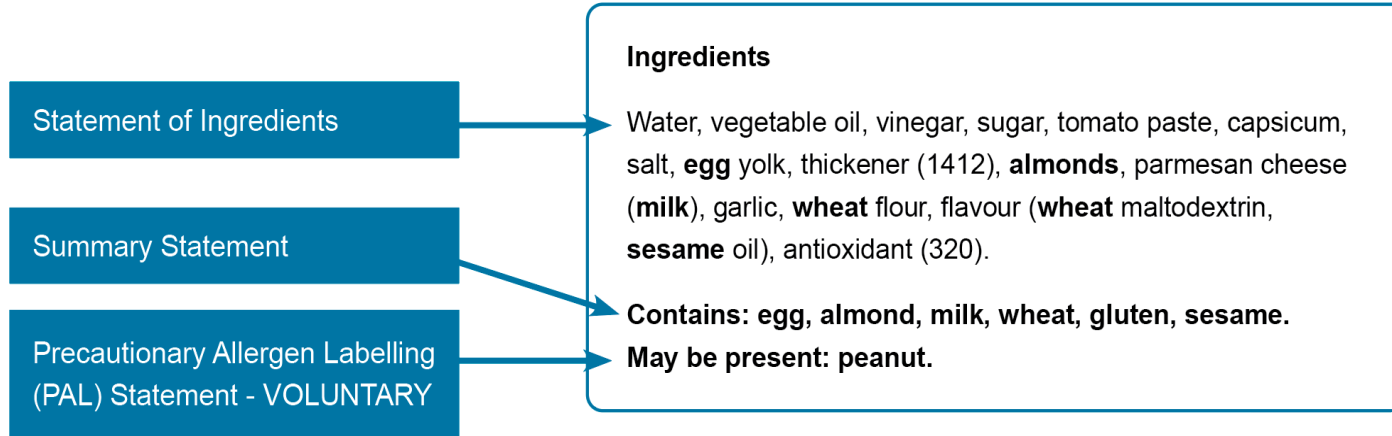 Statement of Ingredients
Summary Statement
Precautionary Allergen Labelling
(PAL) Statement - VOLUNTARY
Ingredients
Water, vegetable oil, vinegar, sugar, tomato paste, capsicum,
salt, egg yolk, thickener (1412), almonds, parmesan cheese
(milk), garlic, wheat flour, flavour (wheat maltodextrin,
sesame oil), antioxidant (320).
Contains: egg, almond, milk, wheat, gluten, sesame.
May be present: peanut.